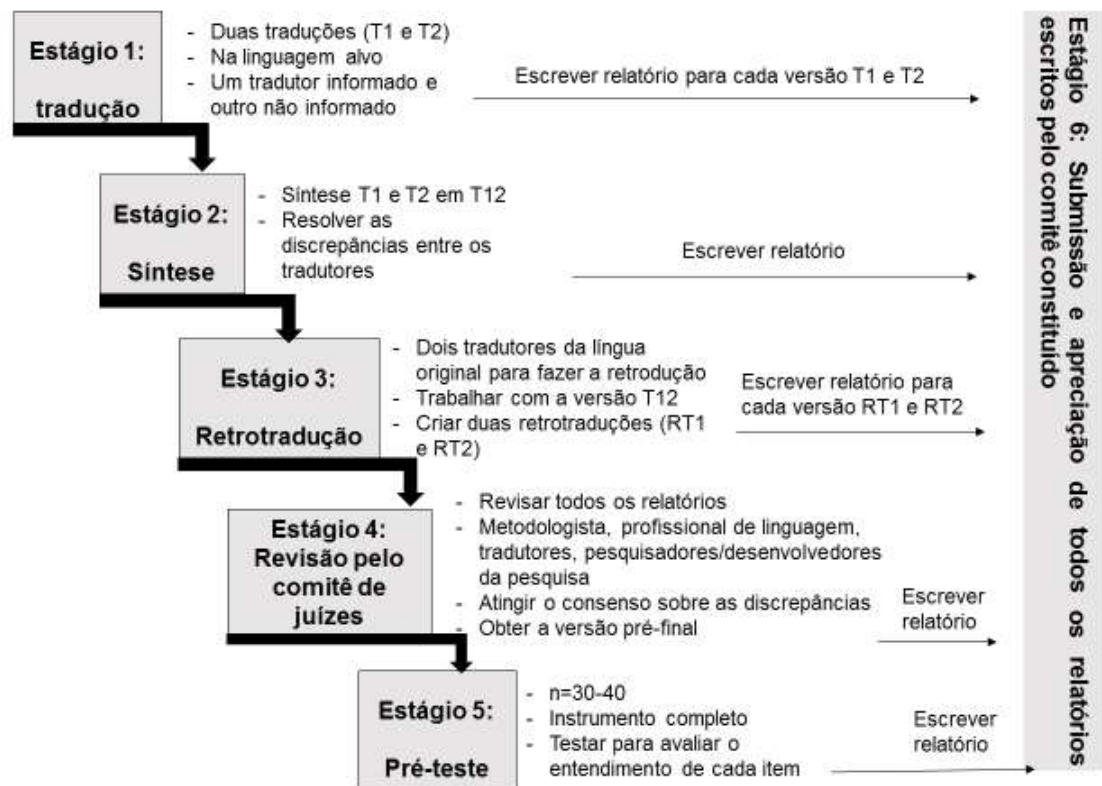 Estágio 1:
tradução
- Duas traduções (T1 e T2)
- Na linguagem alvo
- Um tradutor informado e
outro não informado
Escrever relatório para cada versão T1 e T2
Estágio 2:
Síntese
- Síntese T1 e T2 em T12
- Resolver as
discrepâncias entre os
tradutores
Escrever relatório
Estágio 3:
Retrotradução
- Dois tradutores da língua
original para fazer a retrodução
- Trabalhar com a versão T12
- Criar duas retrotraduções (RT1
e RT2)
Escrever relatório para
cada versão RT1 e RT2
Estágio 4:
Revisão pelo
comitê de
juízes
- Revisar todos os relatórios
- Metodologista, profissional de linguagem,
tradutores, pesquisadores/desenvolvedores
da pesquisa
- Atingir o consenso sobre as discrepâncias
- Obter a versão pré-final
Escrever
relatório
Estágio 5:
Pré-teste
- n=30-40
- Instrumento completo
- Testar para avaliar o
entendimento de cada item
Escrever
relatório
Estágio 6: Submissão e apreciação de todos os relatórios
escritos pelo comitê constituído